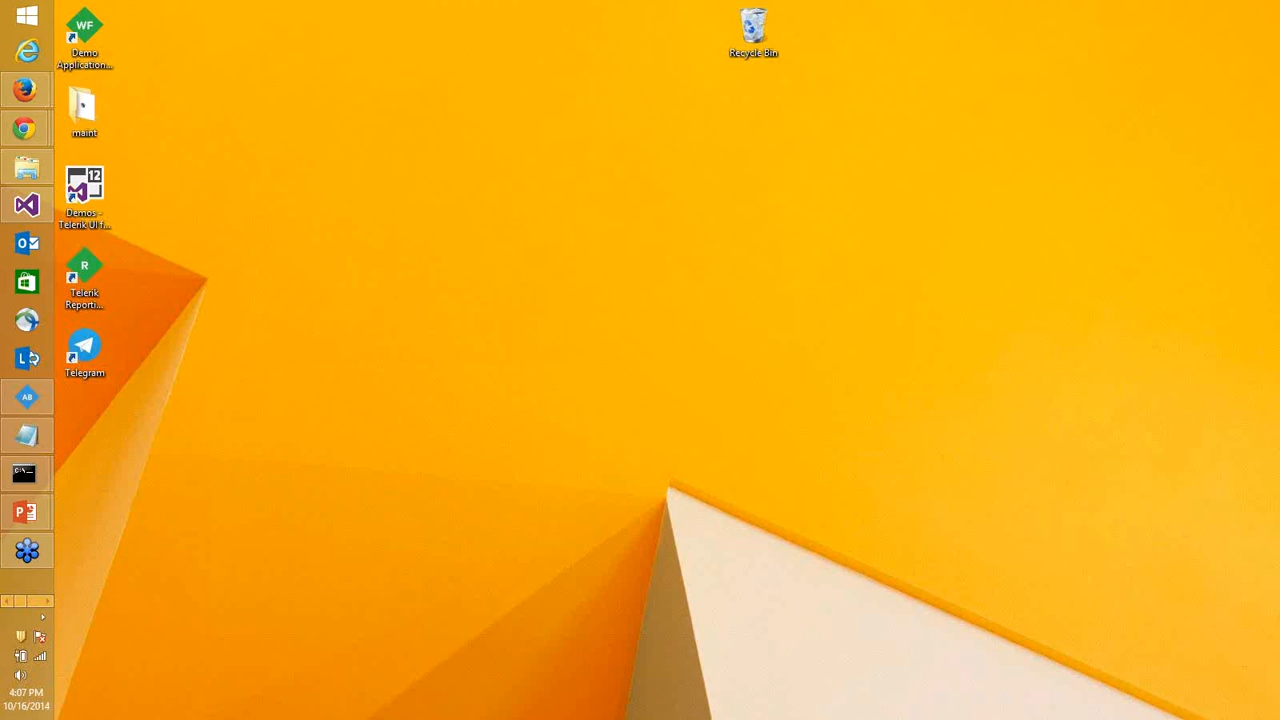 WF
Demo
Application...
Recycle Bin
maint
12
Demos -
Telerik UI f...
R
Telerik
Reporti...
Telegram
AB
C:\_
4:07 PM
10/16/2014